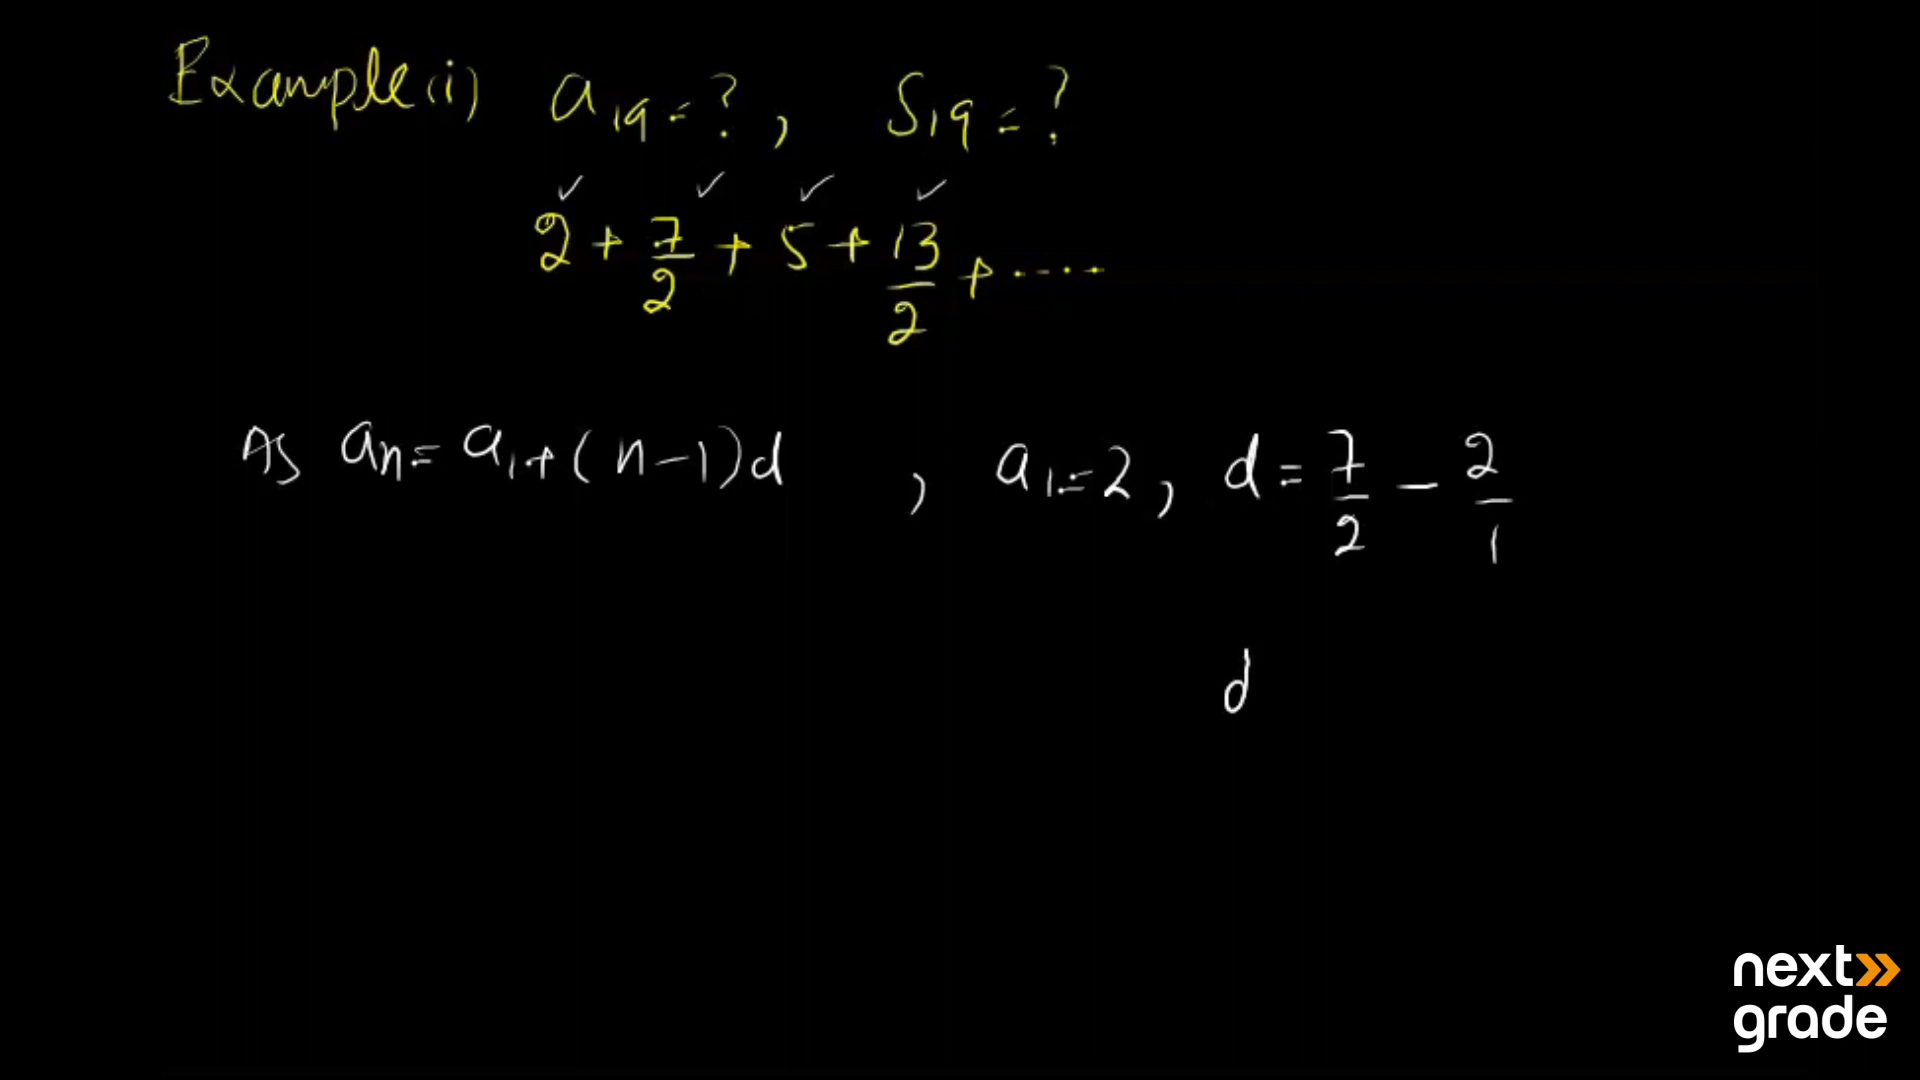 Example (i) a₁₉ = ?, S₁₉ = ?
2 + 7/2 + 5 + 13/2 + .....
As aₙ = a₁ + (n-1)d , a₁ = 2, d = 7/2 - 2/1
d
next
grade